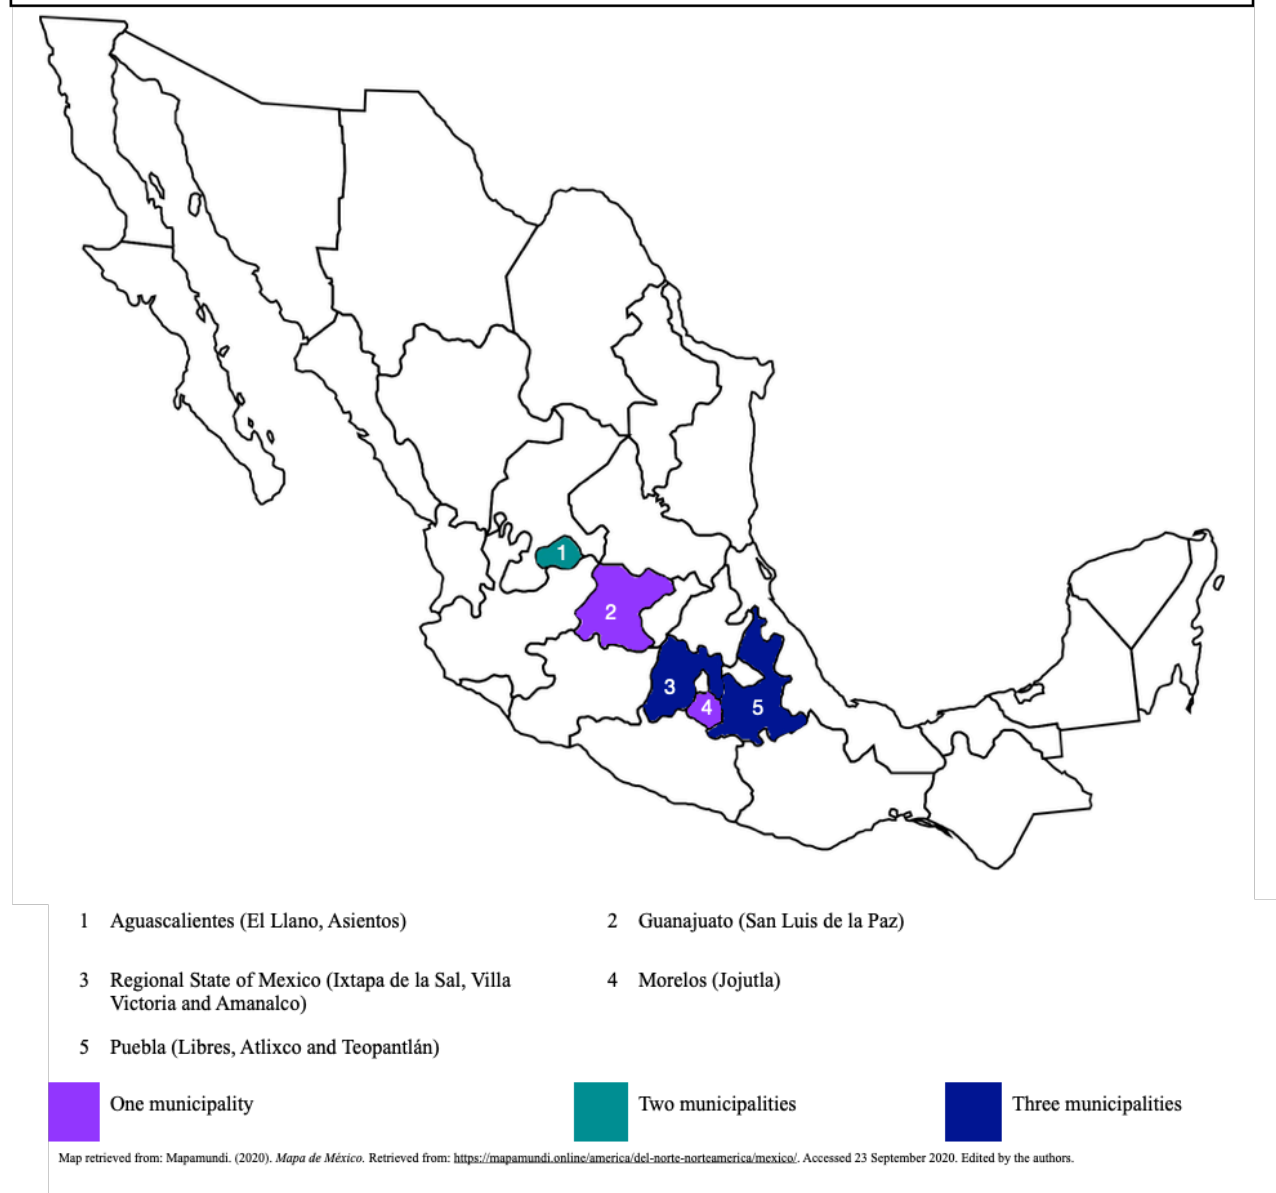 1
2
3
4
5
1 Aguascalientes (El Llano, Asientos)
2 Guanajuato (San Luis de la Paz)
3 Regional State of Mexico (Ixtapa de la Sal, Villa
Victoria and Amanalco)
4 Morelos (Jojutla)
5 Puebla (Libres, Atlixco and Teopantlán)
One municipality
Two municipalities
Three municipalities
Map retrieved from: Mapamundi. (2020). Mapa de México. Retrieved from: https://mapamundi.online/america/del-norte-norteamerica/mexico/. Accessed 23 September 2020. Edited by the authors.